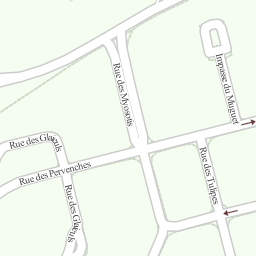 Rue des Myosotis
Impasse du Muguet
Rue des Glaïeuls
Rue des Pervenches
Rue des Tulipes
Rue des Glaïeuls